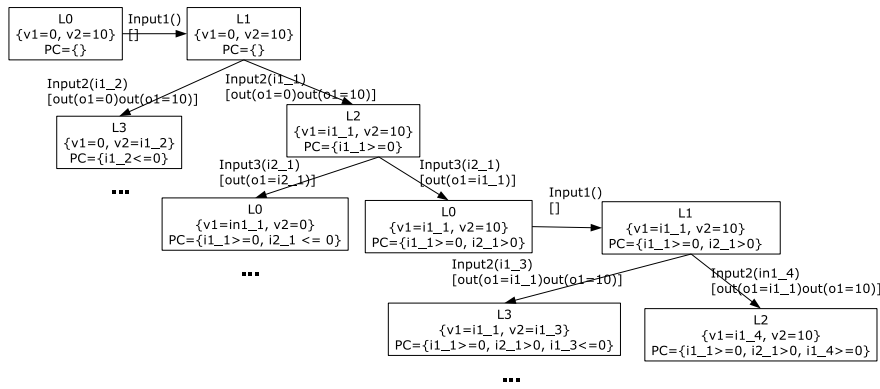 L0
{v1=0, v2=10}
PC={}
Input1()
[]
L1
{v1=0, v2=10}
PC={}
Input2(i1_2)
[out(o1=0)out(o1=10)]
Input2(i1_1)
[out(o1=0)out(o1=10)]
L3
{v1=0, v2=i1_2}
PC={i1_2<=0}
...
L2
{v1=i1_1, v2=10}
PC={i1_1>=0}
Input3(i2_1)
[out(o1=i2_1)]
Input3(i2_1)
[out(o1=i1_1)]
L0
{v1=in1_1, v2=0}
PC={i1_1>=0, i2_1 <= 0}
...
L0
{v1=i1_1, v2=10}
PC={i1_1>=0, i2_1>0}
Input1()
[]
L1
{v1=i1_1, v2=10}
PC={i1_1>=0, i2_1>0}
Input2(i1_3)
[out(o1=i1_1)out(o1=10)]
Input2(in1_4)
[out(o1=i1_1)out(o1=10)]
L3
{v1=i1_1, v2=i1_3}
PC={i1_1>=0, i2_1>0, i1_3<=0}
...
L2
{v1=i1_4, v2=10}
PC={i1_1>=0, i2_1>0, i1_4>=0}